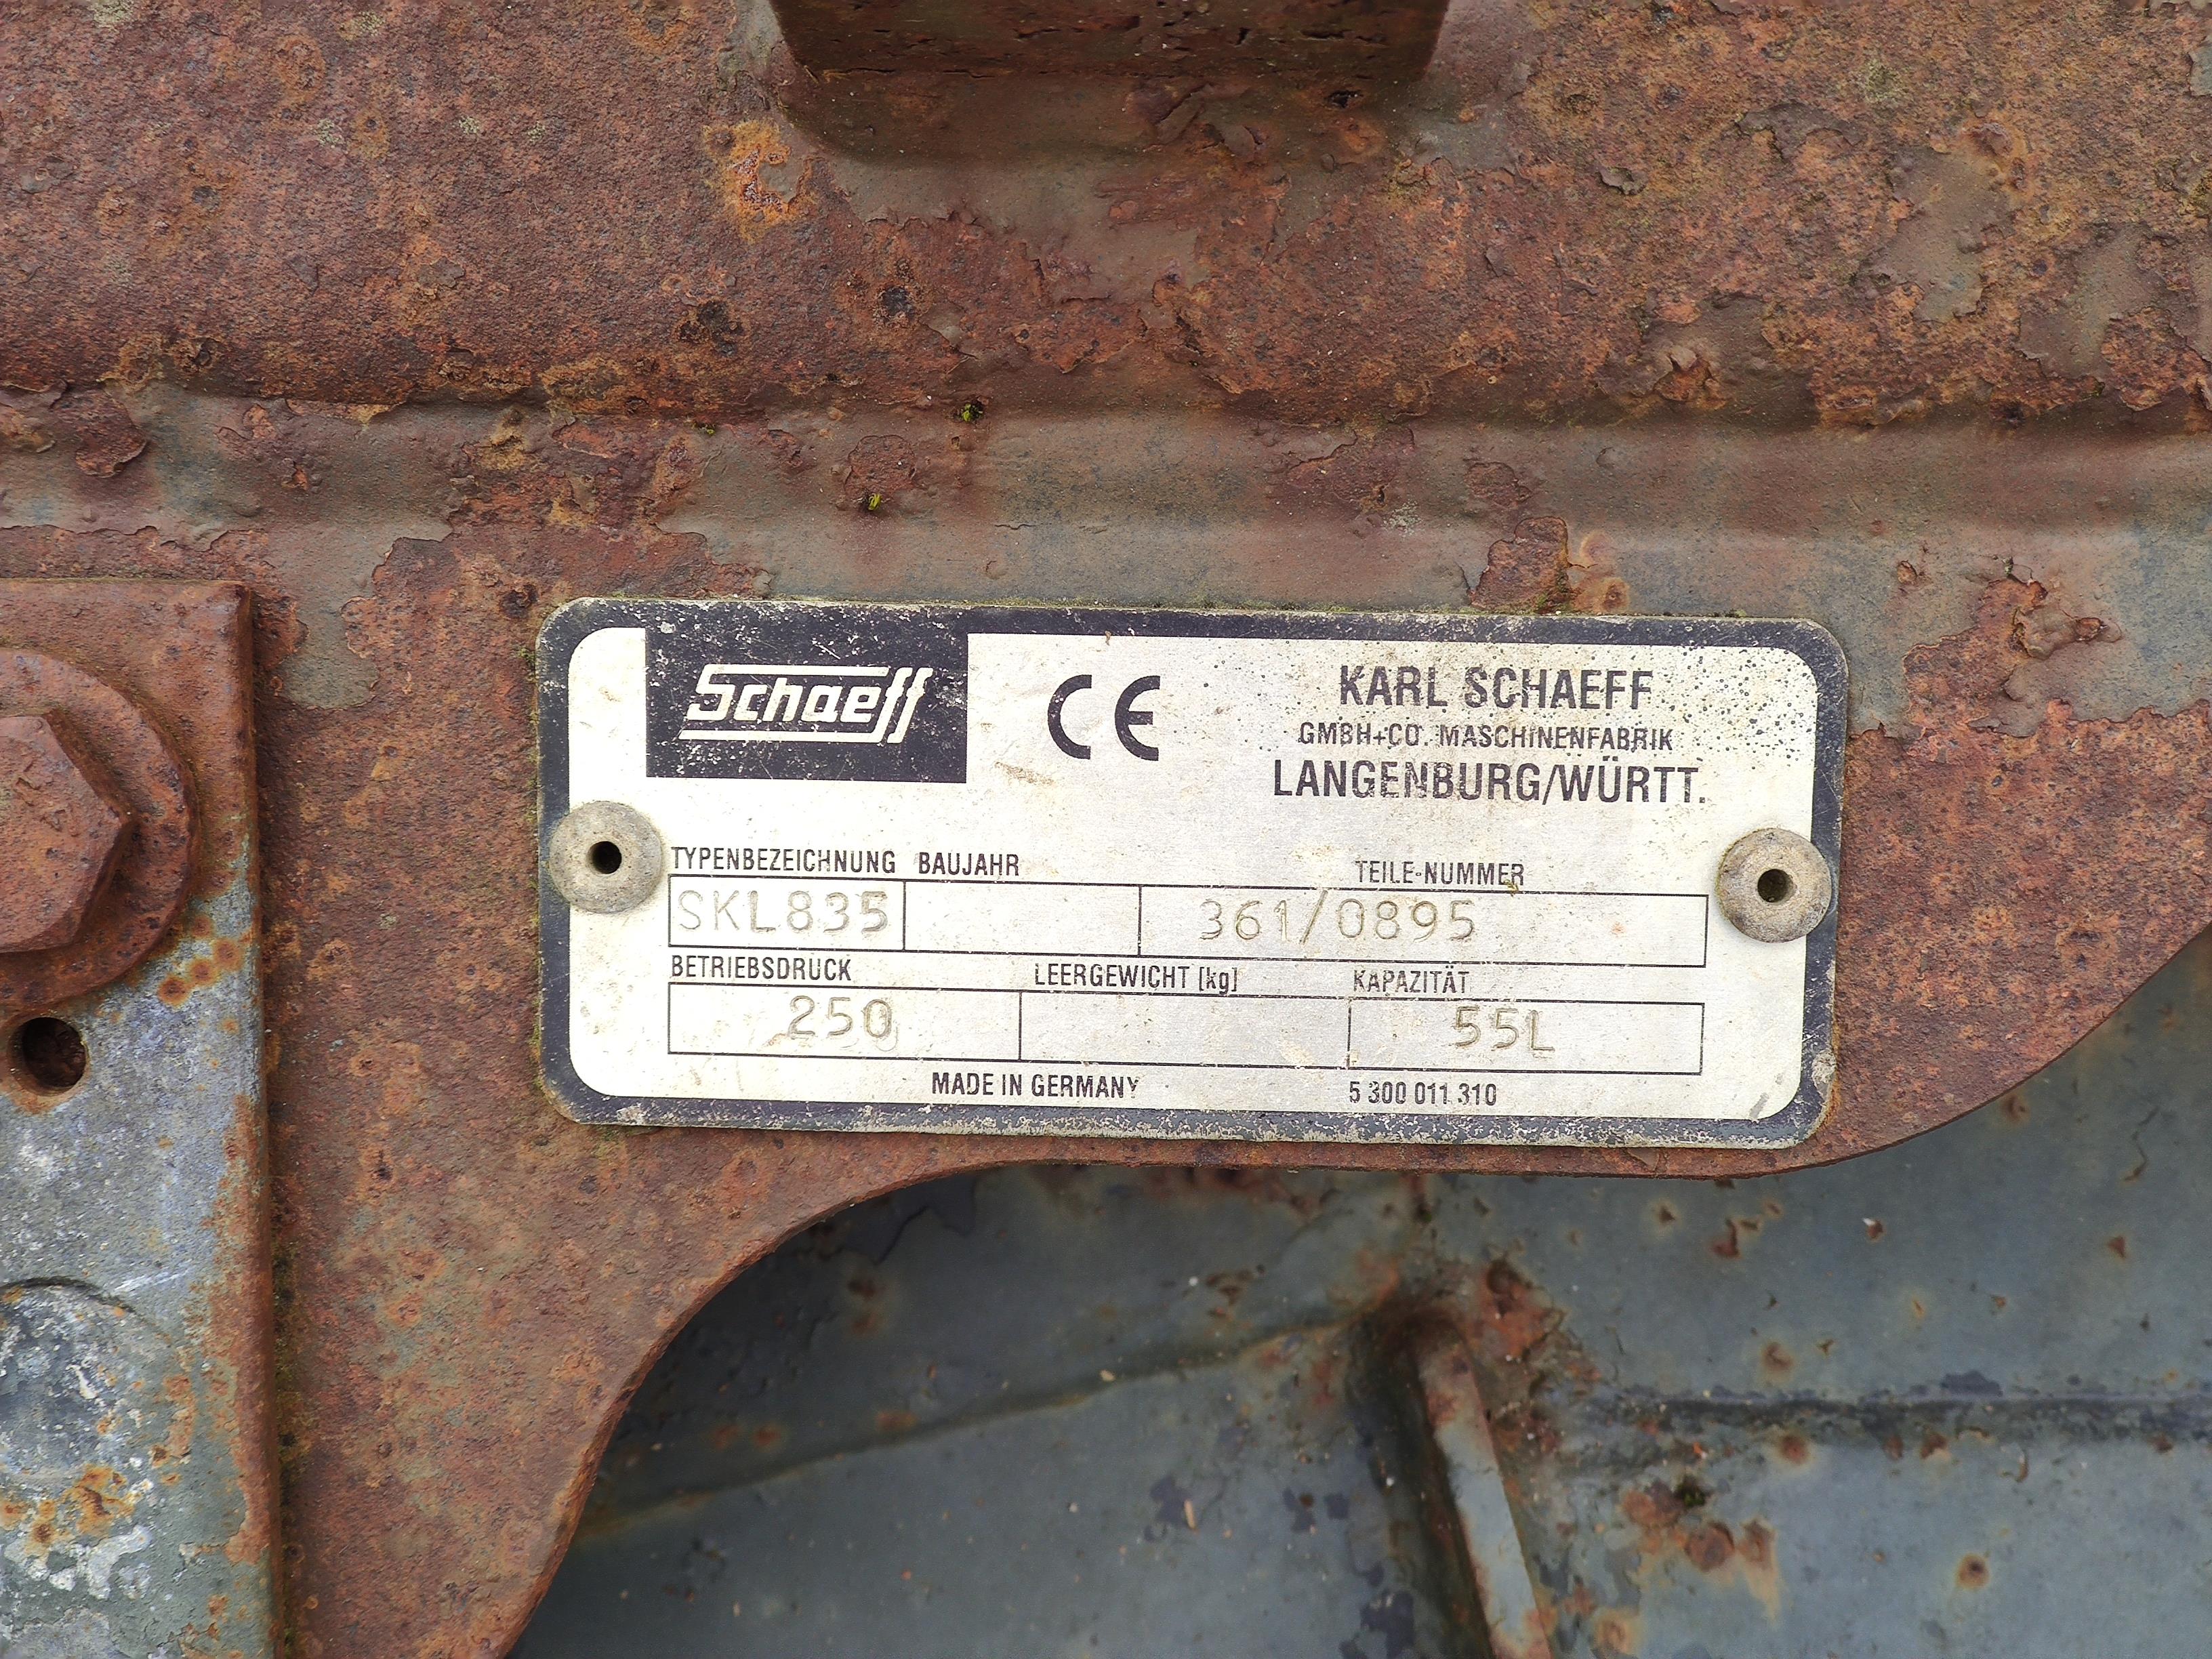 Schaeff
CE
KARL SCHAEFF
GMBH+CO. MASCHINENFABRIK
LANGENBURG/WÜRTT.
TYPENBEZEICHNUNG BAUJAHR TEILE-NUMMER
SKL835 361/0895
BETRIEBSDRUCK LEERGEWICHT [kg] KAPAZITÄT
250 55L
MADE IN GERMANY 5 300 011 310